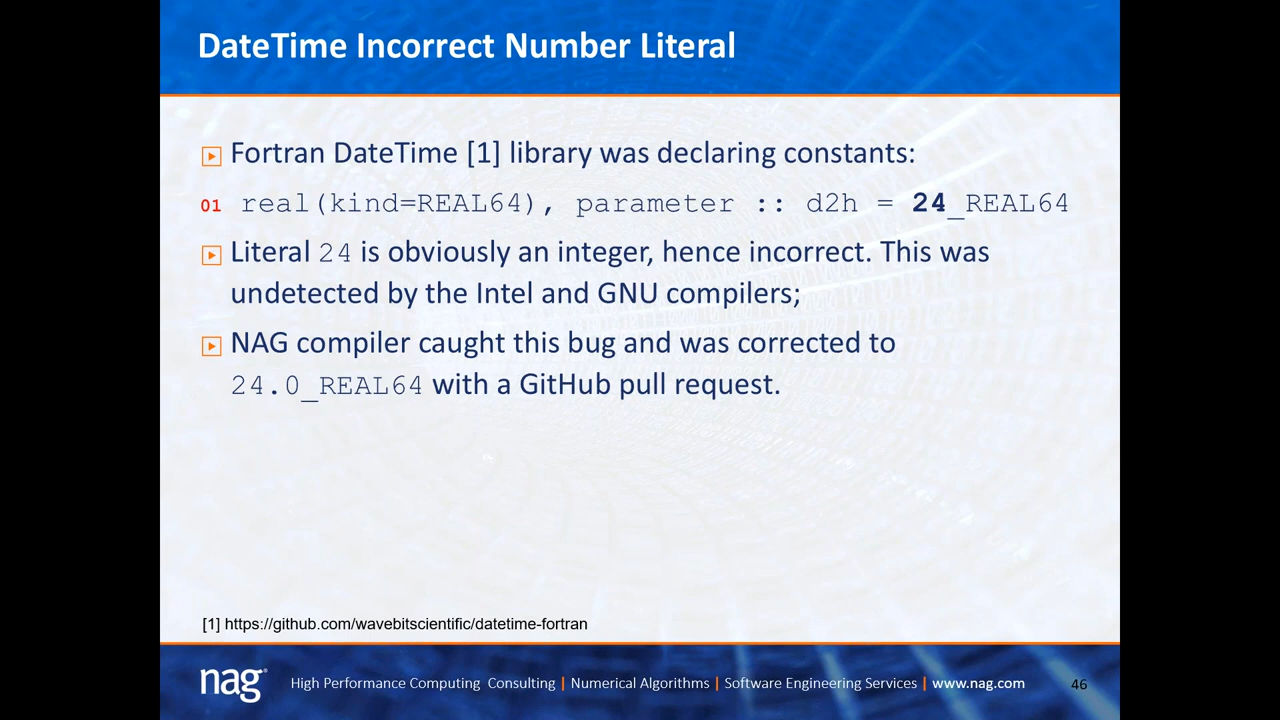 DateTime Incorrect Number Literal
Fortran DateTime [1] library was declaring constants:
01 real(kind=REAL64), parameter :: d2h = 24_REAL64
Literal 24 is obviously an integer, hence incorrect. This was
undetected by the Intel and GNU compilers;
NAG compiler caught this bug and was corrected to
24.0_REAL64 with a GitHub pull request.
[1] https://github.com/wavebitscientific/datetime-fortran
nag® High Performance Computing Consulting | Numerical Algorithms | Software Engineering Services | www.nag.com 46